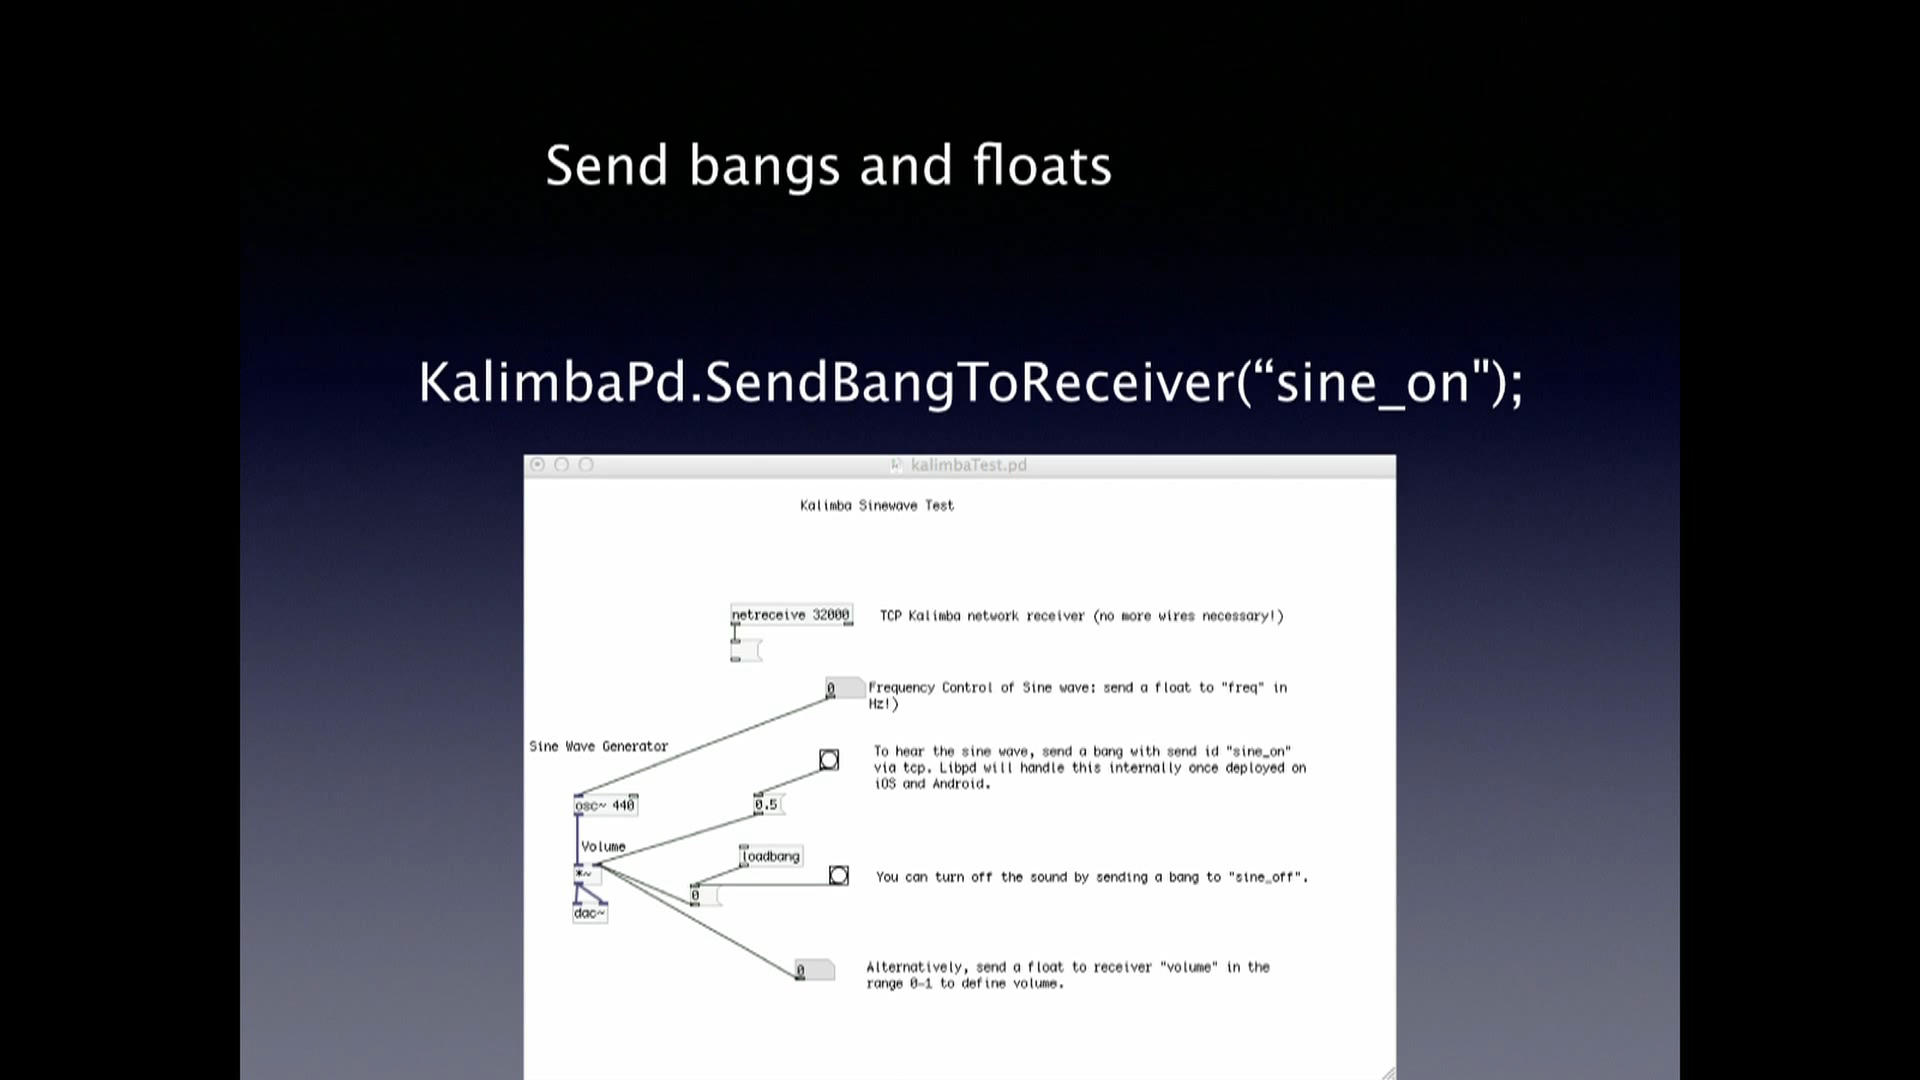 Send bangs and floats
KalimbaPd.SendBangToReceiver(“sine_on");
kalimbaTest.pd
Kalimba Sinewave Test
netreceive 32000
TCP Kalimba network receiver (no more wires necessary!)
0
Frequency Control of Sine wave: send a float to "freq" in
Hz!)
Sine Wave Generator
To hear the sine wave, send a bang with send id "sine_on"
via tcp. Libpd will handle this internally once deployed on
iOS and Android.
osc~ 440
0.5
Volume
loadbang
*~
You can turn off the sound by sending a bang to "sine_off".
0
dac~
0
Alternatively, send a float to receiver "volume" in the
range 0-1 to define volume.